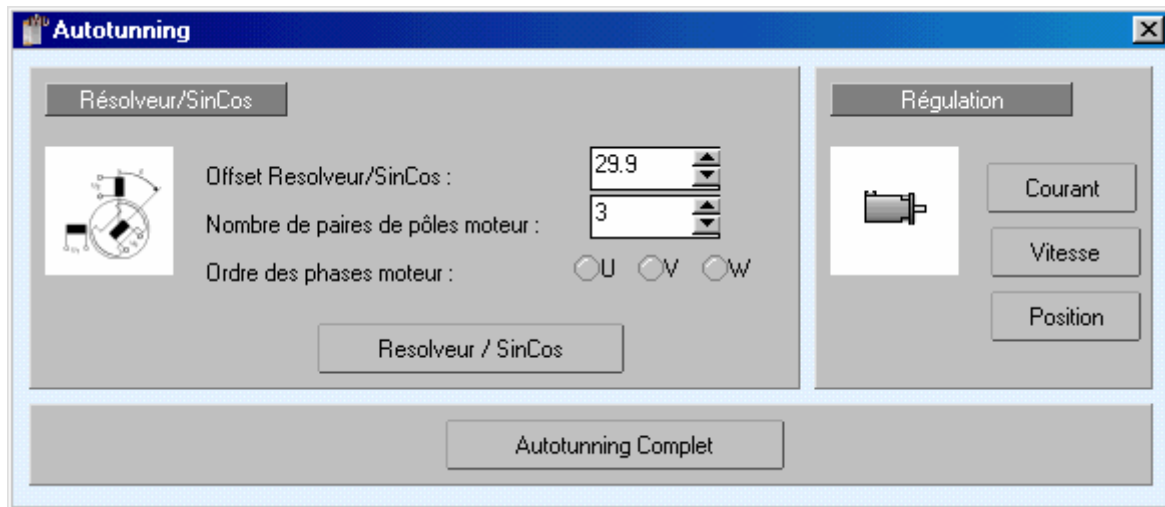 Autotunning
Résolveur/SinCos
Offset Resolveur/SinCos :
29.9
Nombre de paires de pôles moteur :
3
Ordre des phases moteur :
U V W
Resolveur / SinCos
Régulation
Courant
Vitesse
Position
Autotunning Complet